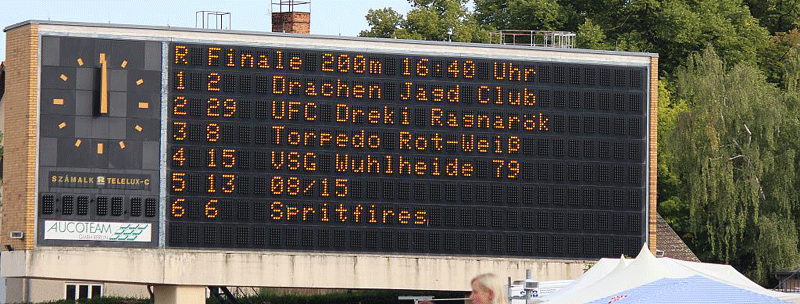 R Finale 200m 16:40 Uhr
1 2 Drachen Jagd Club
2 29 UFC Dreki Ragnarök
3 8 Torpedo Rot-Weiß
4 15 VSG Wuhlheide 79
5 13 08/15
6 6 Spritfires
SZÁMALK TELELUX-C
AUCOTEAM